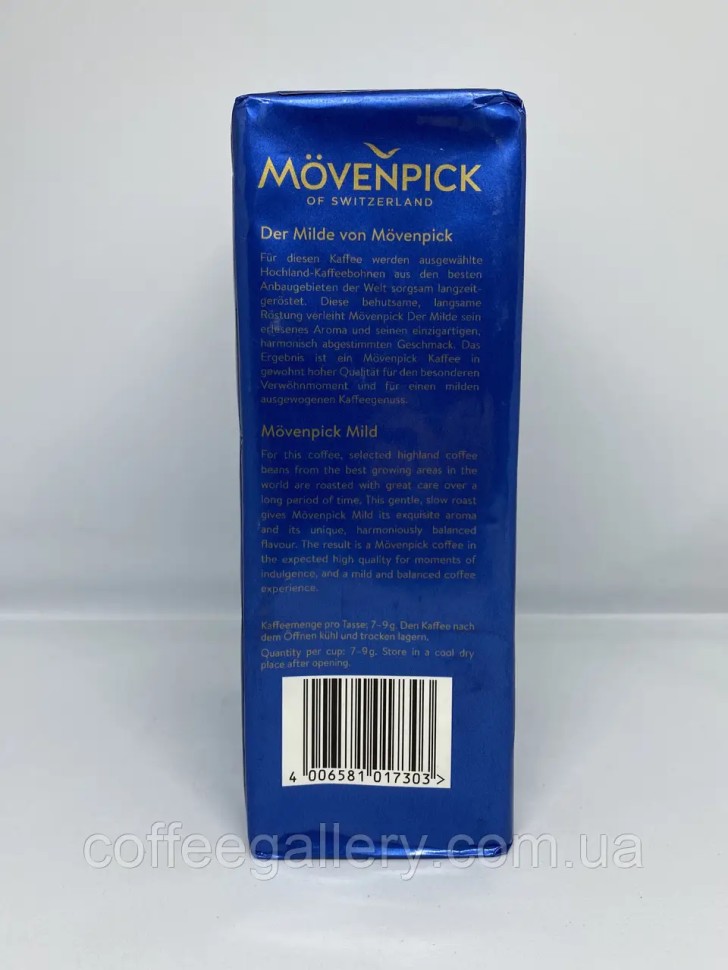 MÖVENPICK
OF SWITZERLAND
Der Milde von Mövenpick
Für diesen Kaffee werden ausgewählte
Hochland-Kaffeebohnen aus den besten
Anbaugebieten der Welt sorgsam langzeit-
geröstet. Diese behutsame, langsame
Röstung verleiht Mövenpick Der Milde sein
erlesenes Aroma und seinen einzigartigen,
harmonisch abgestimmten Geschmack. Das
Ergebnis ist ein Mövenpick Kaffee in
gewohnt hoher Qualität für den besonderen
Verwöhnmoment und für einen milden
ausgewogenen Kaffeegenuss.
Mövenpick Mild
For this coffee, selected highland coffee
beans from the best growing areas in the
world are roasted with great care over a
long period of time. This gentle, slow roast
gives Mövenpick Mild its exquisite aroma
and its unique, harmoniously balanced
flavour. The result is a Mövenpick coffee in
the expected high quality for moments of
indulgence, and a mild and balanced coffee
experience.
Kaffeemenge pro Tasse: 7–9g. Den Kaffee nach
dem Öffnen kühl und trocken lagern.
Quantity per cup: 7–9g. Store in a cool dry
place after opening.
4 006581 017303 >
coffeegallery.com.ua